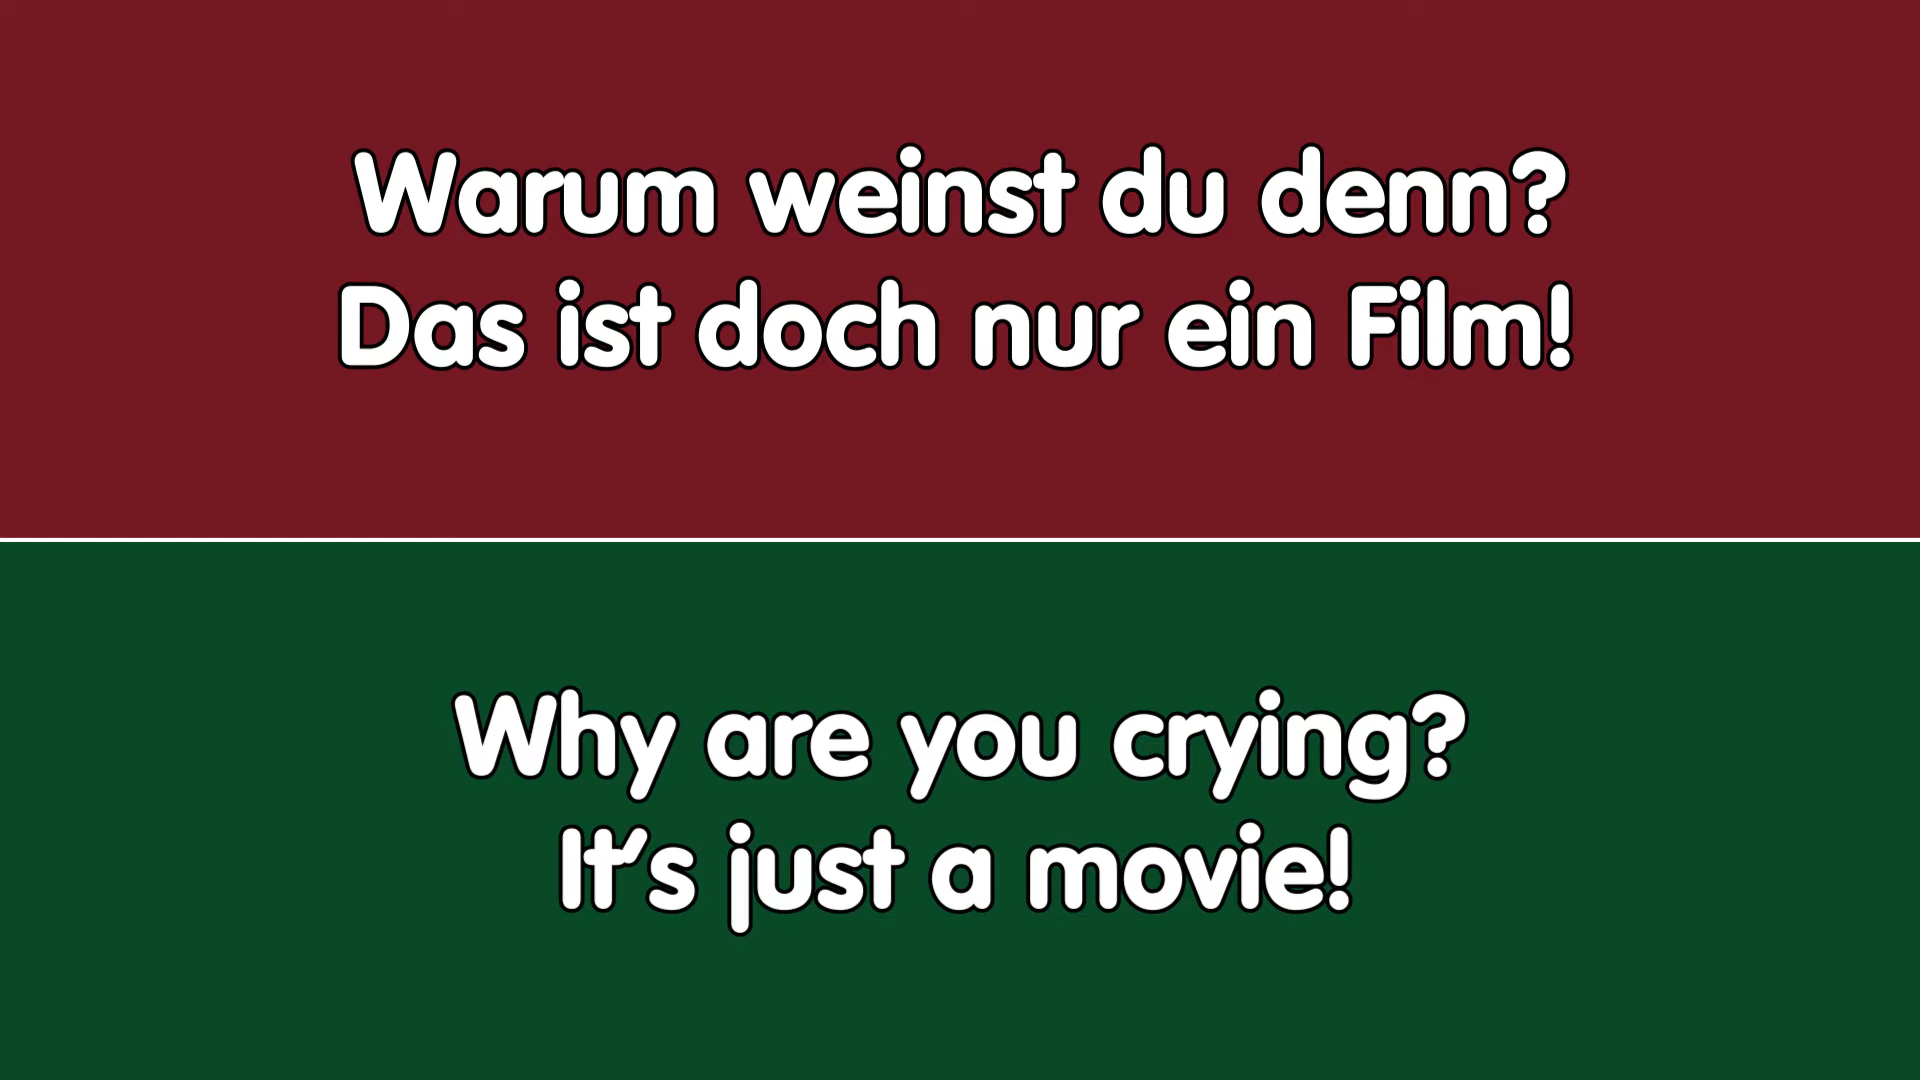 Warum weinst du denn?
Das ist doch nur ein Film!
Why are you crying?
It's just a movie!